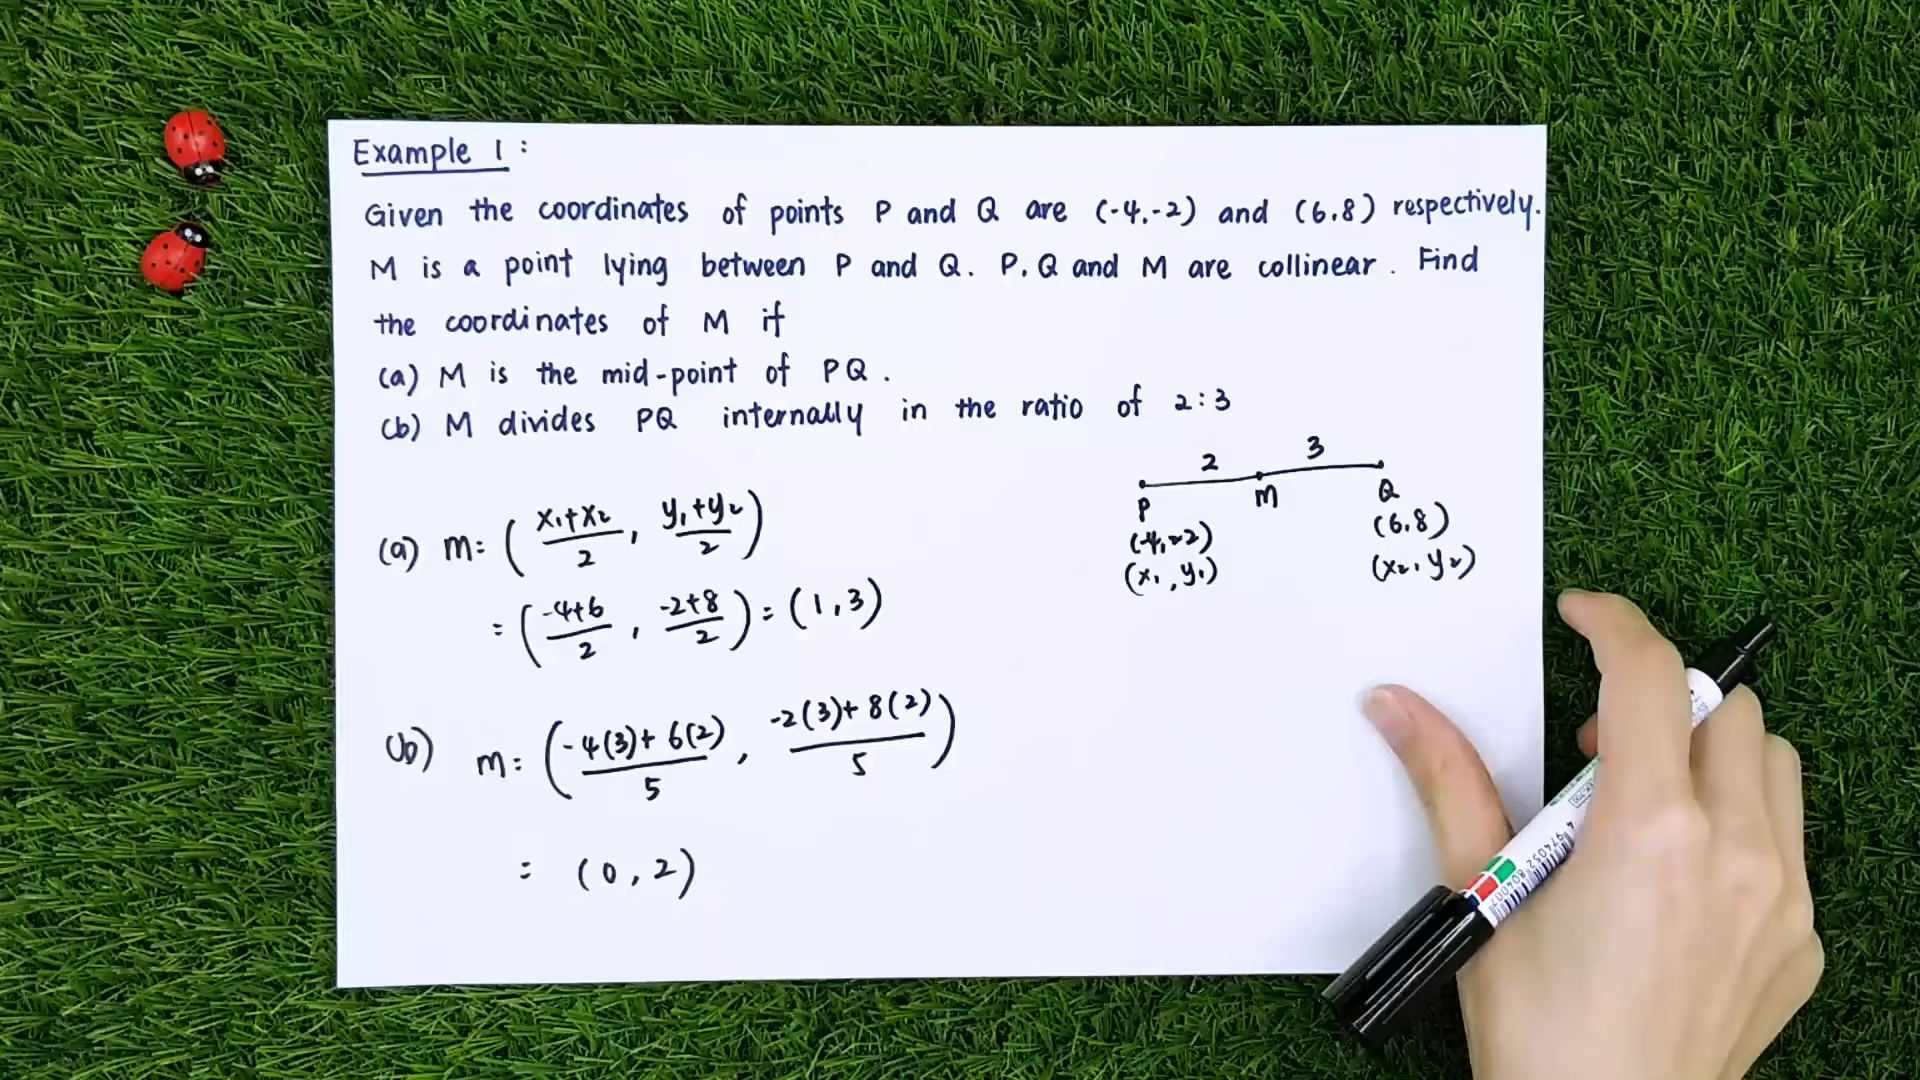 Example 1:
Given the coordinates of points P and Q are (-4,-2) and (6,8) respectively.
M is a point lying between P and Q. P, Q and M are collinear. Find
the coordinates of M if
(a) M is the mid-point of PQ.
(b) M divides PQ internally in the ratio of 2:3
2 3
P M Q
(-4,-2) (6,8)
(x₁, y₁) (x₂, y₂)
(a) m = ( x₁+x₂ / 2 , y₁+y₂ / 2 )
= ( -4+6 / 2 , -2+8 / 2 ) = (1,3)
(b) m = ( -4(3)+6(2) / 5 , -2(3)+8(2) / 5 )
= (0,2)
4 974052 804007